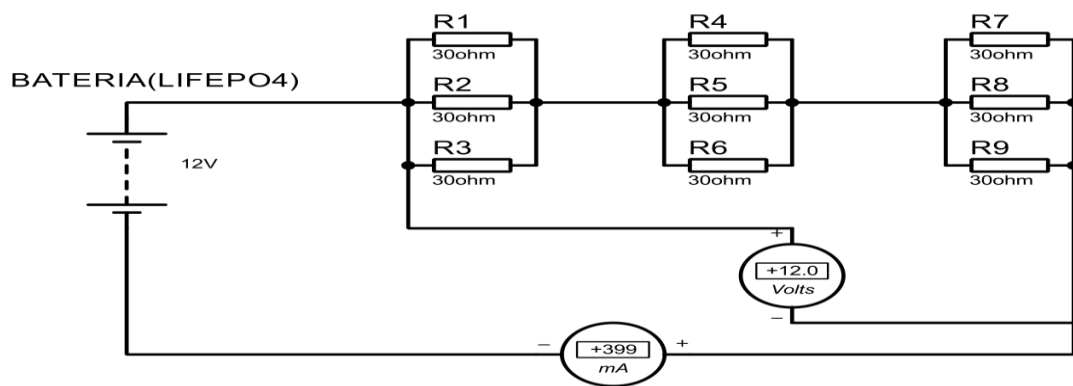 R1
30ohm
R4
30ohm
R7
30ohm
BATERIA(LIFEPO4)
R2
30ohm
R5
30ohm
R8
30ohm
12V
R3
30ohm
R6
30ohm
R9
30ohm
+
+12.0
Volts
−
−
+399
mA
+